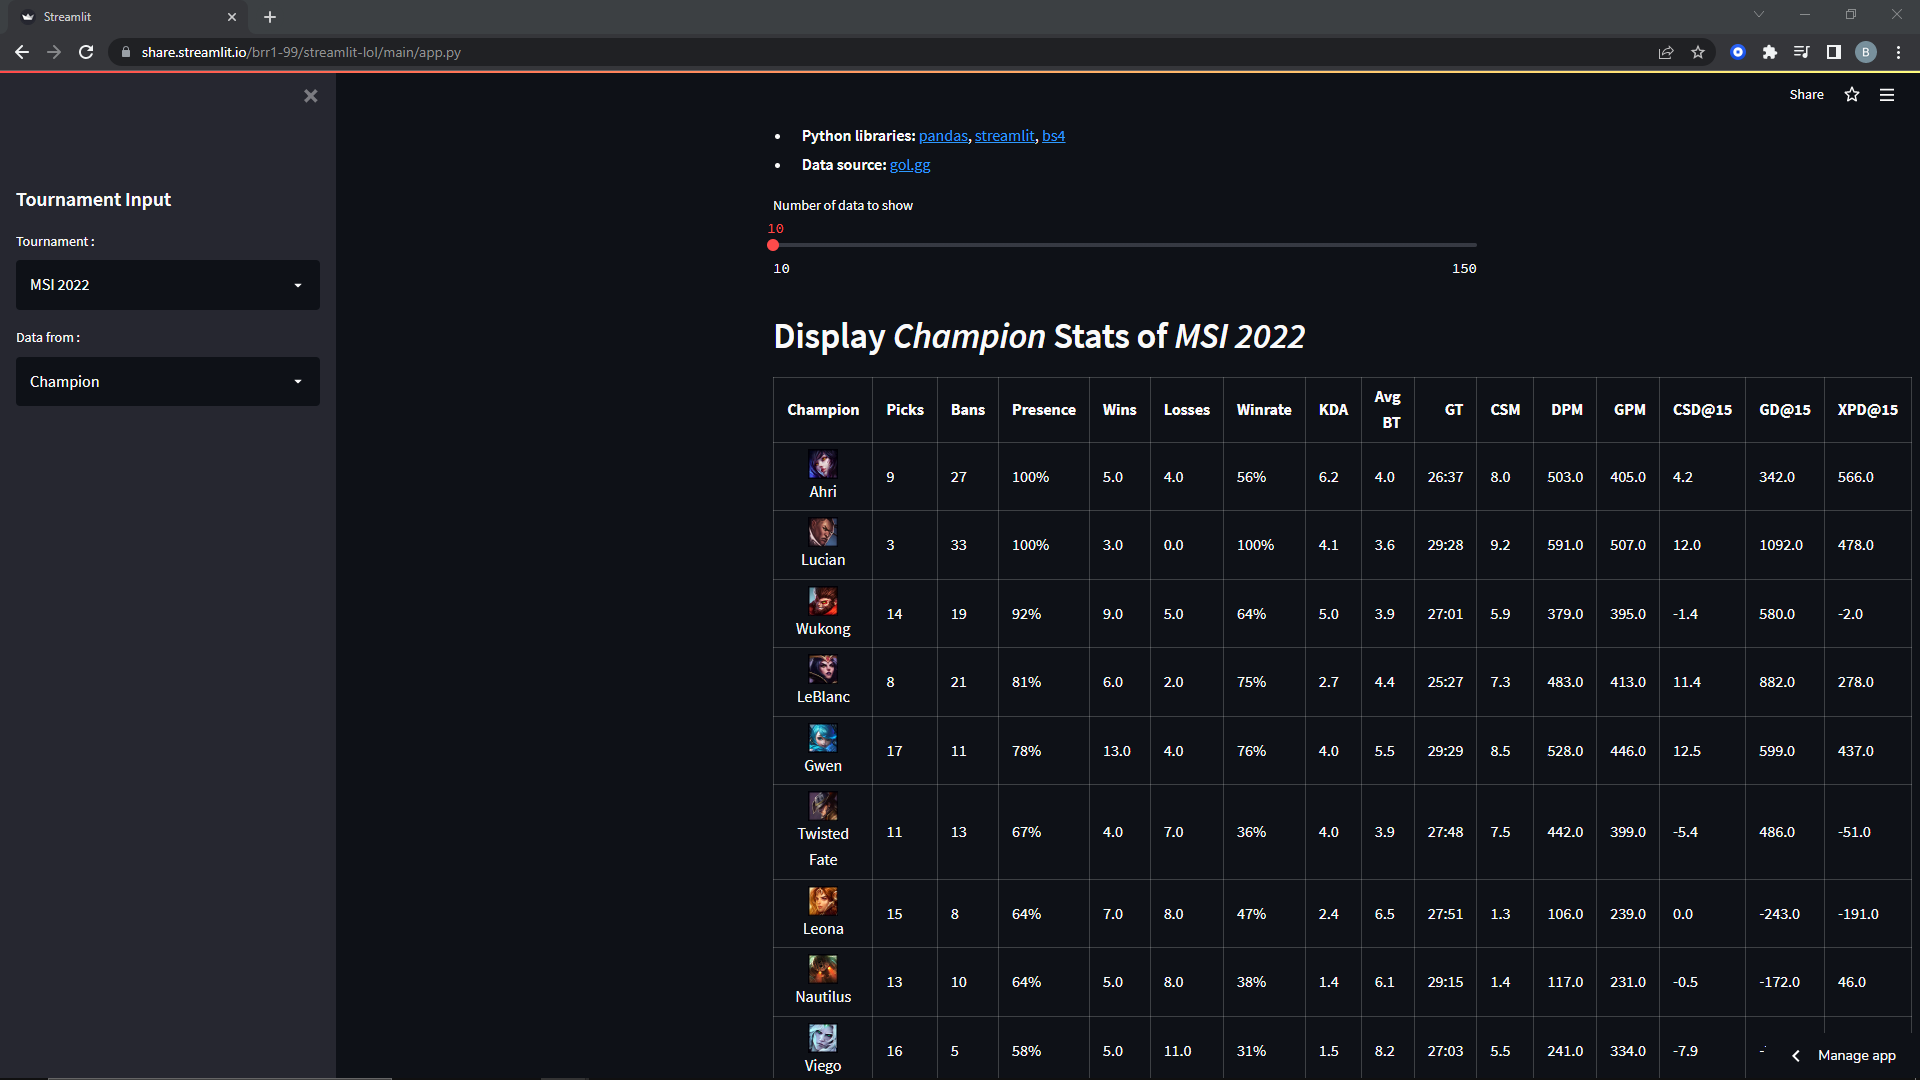 Streamlit
share.streamlit.io/brr1-99/streamlit-lol/main/app.py
B
Share
Tournament Input
Tournament :
MSI 2022
Data from :
Champion
• Python libraries: pandas, streamlit, bs4
• Data source: gol.gg
Number of data to show
10
10 150
Display Champion Stats of MSI 2022
Champion Picks Bans Presence Wins Losses Winrate KDA Avg BT GT CSM DPM GPM CSD@15 GD@15 XPD@15
Ahri 9 27 100% 5.0 4.0 56% 6.2 4.0 26:37 8.0 503.0 405.0 4.2 342.0 566.0
Lucian 3 33 100% 3.0 0.0 100% 4.1 3.6 29:28 9.2 591.0 507.0 12.0 1092.0 478.0
Wukong 14 19 92% 9.0 5.0 64% 5.0 3.9 27:01 5.9 379.0 395.0 -1.4 580.0 -2.0
LeBlanc 8 21 81% 6.0 2.0 75% 2.7 4.4 25:27 7.3 483.0 413.0 11.4 882.0 278.0
Gwen 17 11 78% 13.0 4.0 76% 4.0 5.5 29:29 8.5 528.0 446.0 12.5 599.0 437.0
Twisted Fate 11 13 67% 4.0 7.0 36% 4.0 3.9 27:48 7.5 442.0 399.0 -5.4 486.0 -51.0
Leona 15 8 64% 7.0 8.0 47% 2.4 6.5 27:51 1.3 106.0 239.0 0.0 -243.0 -191.0
Nautilus 13 10 64% 5.0 8.0 38% 1.4 6.1 29:15 1.4 117.0 231.0 -0.5 -172.0 46.0
Viego 16 5 58% 5.0 11.0 31% 1.5 8.2 27:03 5.5 241.0 334.0 -7.9
Manage app